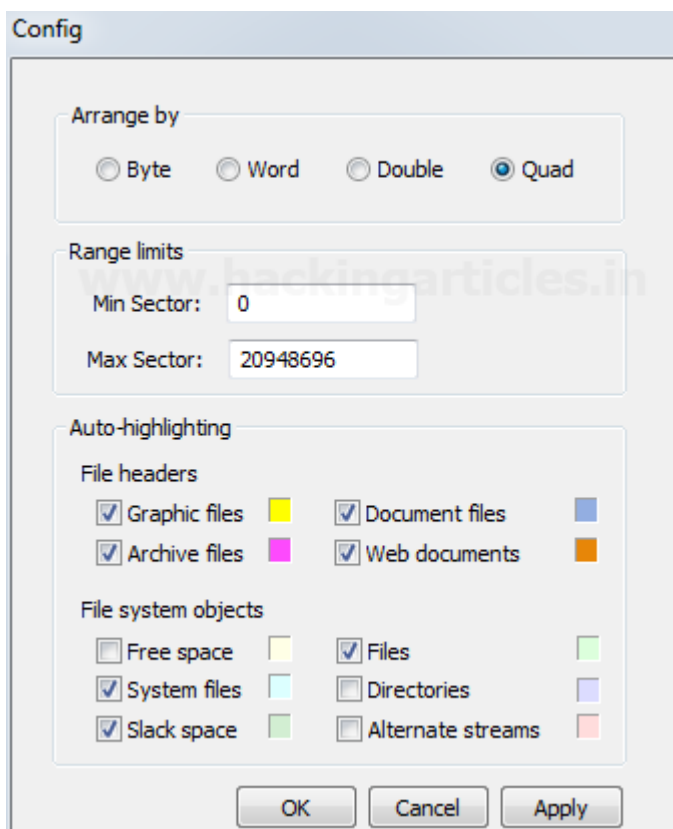 Config
Arrange by
Byte Word Double Quad
Range limits
www.hackingarticles.in
Min Sector: 0
Max Sector: 20948696
Auto-highlighting
File headers
Graphic files Document files
Archive files Web documents
File system objects
Free space Files
System files Directories
Slack space Alternate streams
OK Cancel Apply